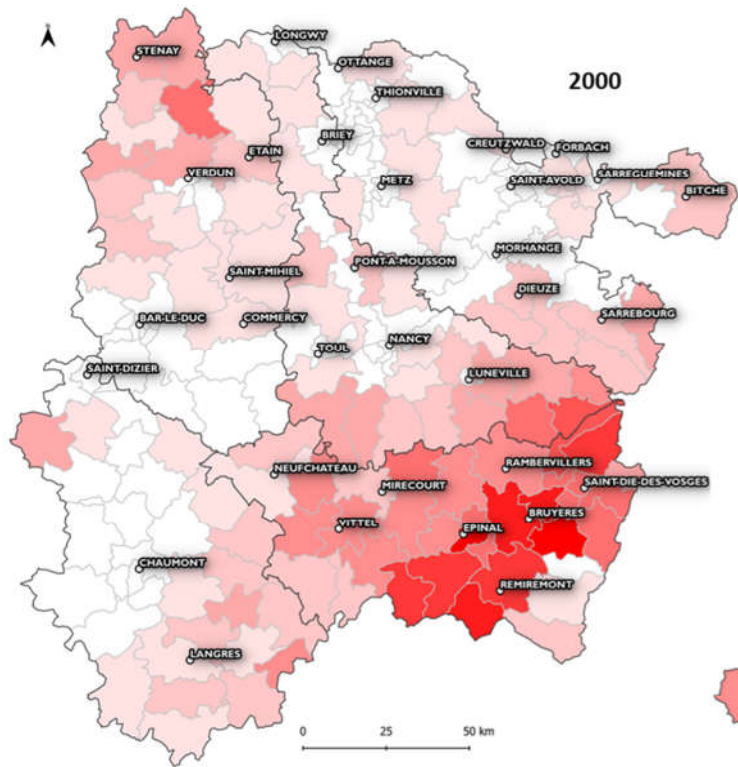 LONGWY
STENAY
OTTANGE
2000
THIONVILLE
BRIEY
CREUTZWALD
FORBACH
ETAIN
VERDUN
METZ
SAINT-AVOLD
SARREGUEMINES
BITCHE
MORHANGE
SAINT-MIHIEL
PONT-A-MOUSSON
DIEUZE
BAR-LE-DUC
COMMERCY
SARREBOURG
NANCY
TOUL
SAINT-DIZIER
LUNEVILLE
NEUFCHATEAU
RAMBERVILLERS
MIRECOURT
SAINT-DIE-DES-VOSGES
VITTEL
EPINAL
BRUYERES
CHAUMONT
REMIREMONT
LANGRES
0 25 50 km